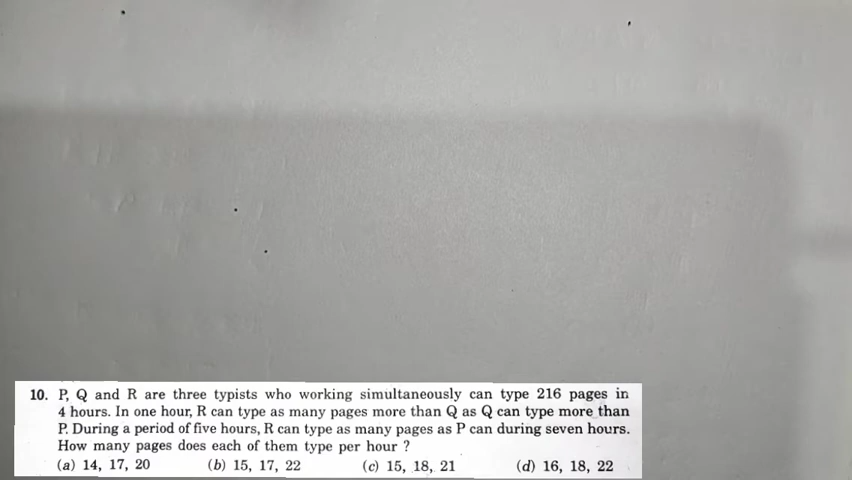 10. P, Q and R are three typists who working simultaneously can type 216 pages in
4 hours. In one hour, R can type as many pages more than Q as Q can type more than
P. During a period of five hours, R can type as many pages as P can during seven hours.
How many pages does each of them type per hour ?
(a) 14, 17, 20 (b) 15, 17, 22 (c) 15, 18, 21 (d) 16, 18, 22